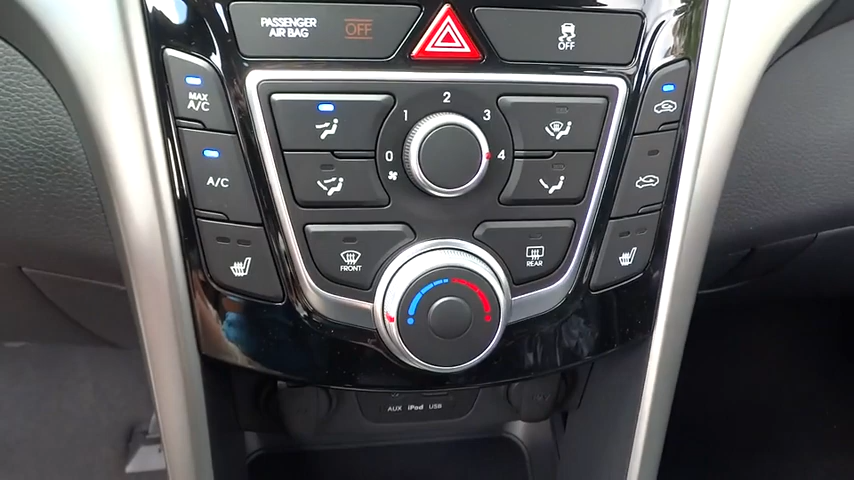 PASSENGER
AIR BAG
OFF
OFF
MAX
A/C
0 1 2 3 4
A/C
FRONT
REAR
AUX iPod USB